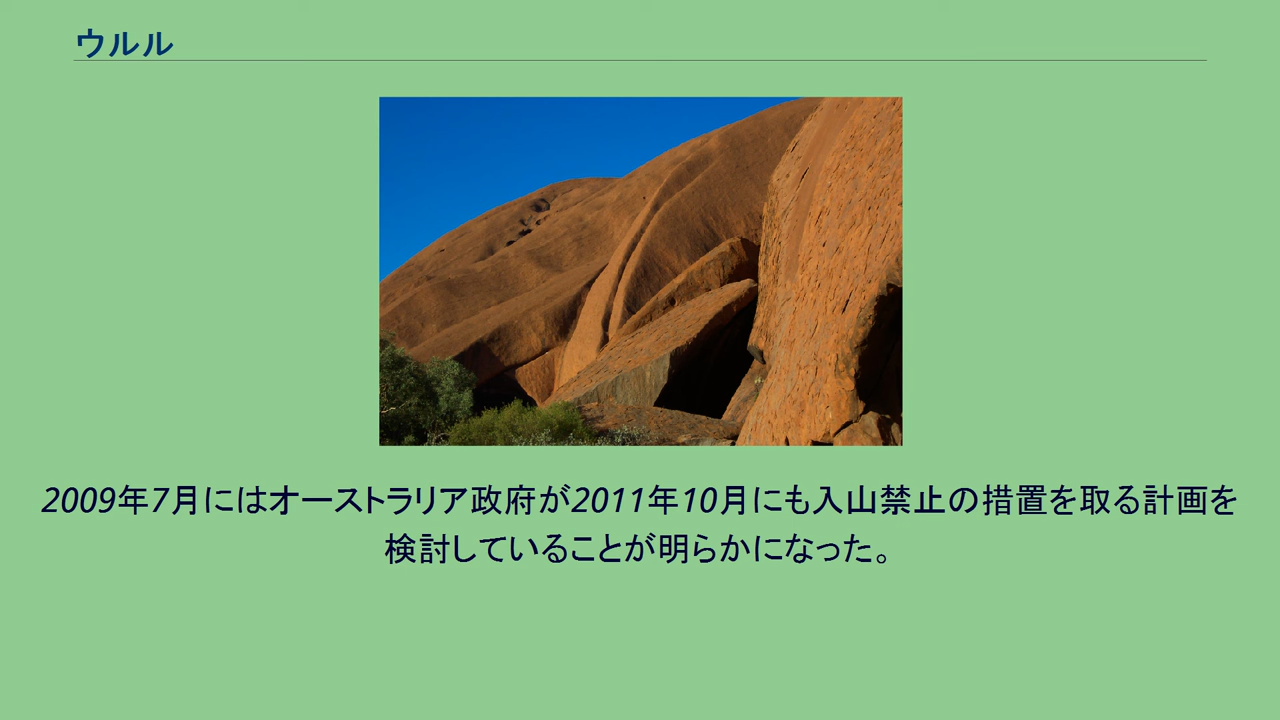 ウルル
2009年7月にはオーストラリア政府が2011年10月にも入山禁止の措置を取る計画を
検討していることが明らかになった。